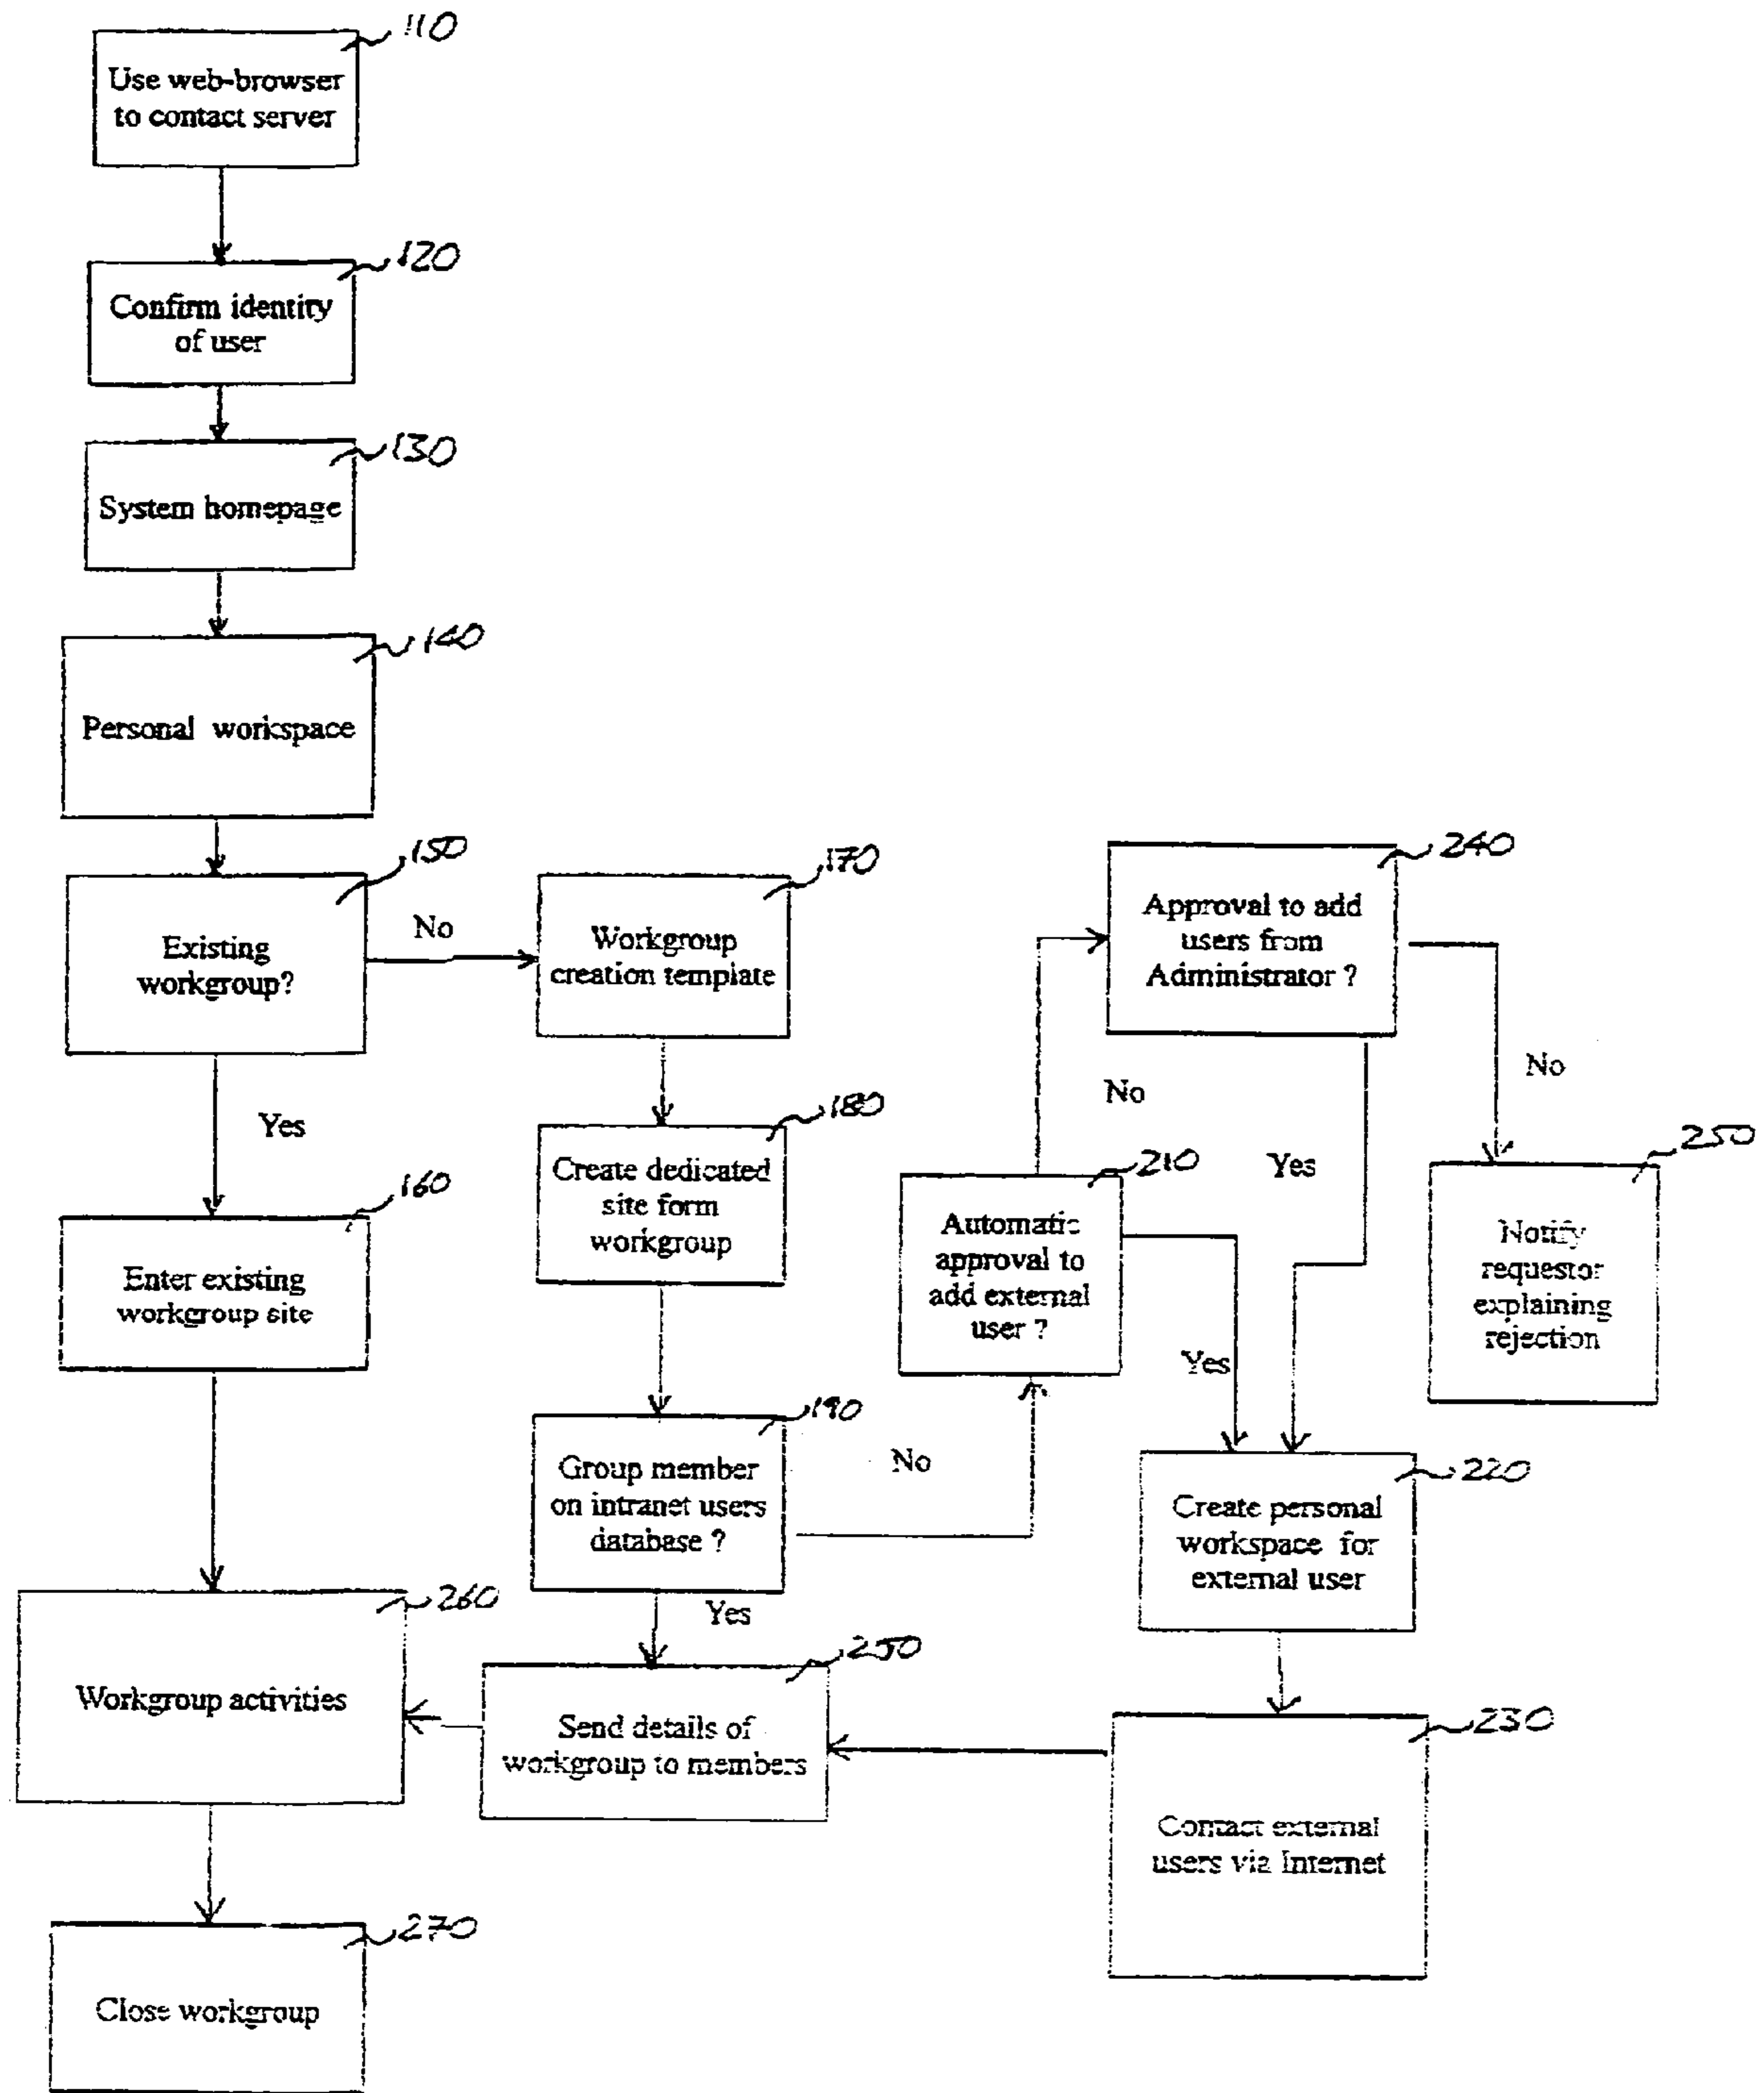 110
Use web-browser
to contact server
120
Confirm identity
of user
130
System homepage
140
Personal workspace
150
Existing
workgroup?
No
Yes
160
Enter existing
workgroup site
170
Workgroup
creation template
180
Create dedicated
site form
workgroup
190
Group member
on intranet users
database ?
No
Yes
210
Automatic
approval to
add external
user ?
No
Yes
240
Approval to add
users from
Administrator ?
Yes
No
250
Notify
requestor
explaining
rejection
220
Create personal
workspace for
external user
230
Contact external
users via Internet
250
Send details of
workgroup to members
260
Workgroup activities
270
Close workgroup